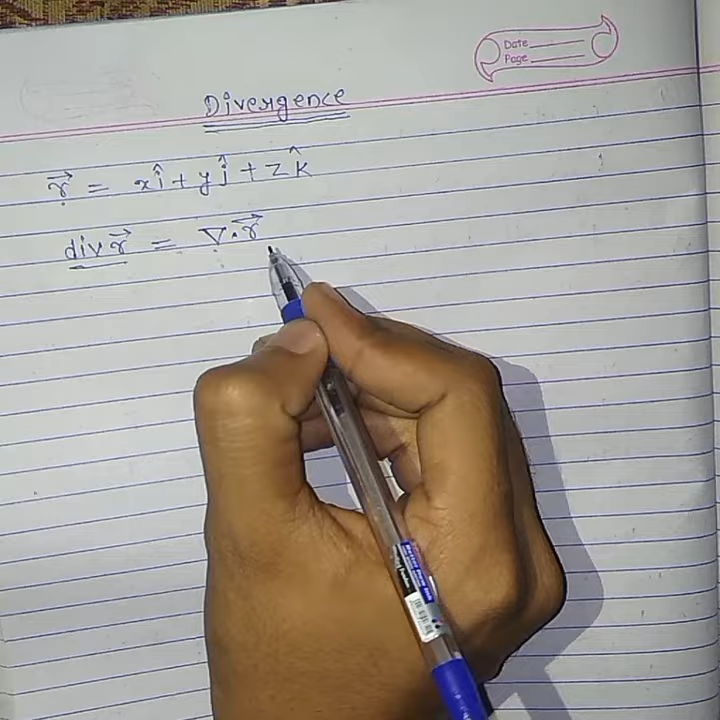 Date
Page
Divergence
r⃗ = xî + yĵ + zk̂
div r⃗ = ∇·r⃗